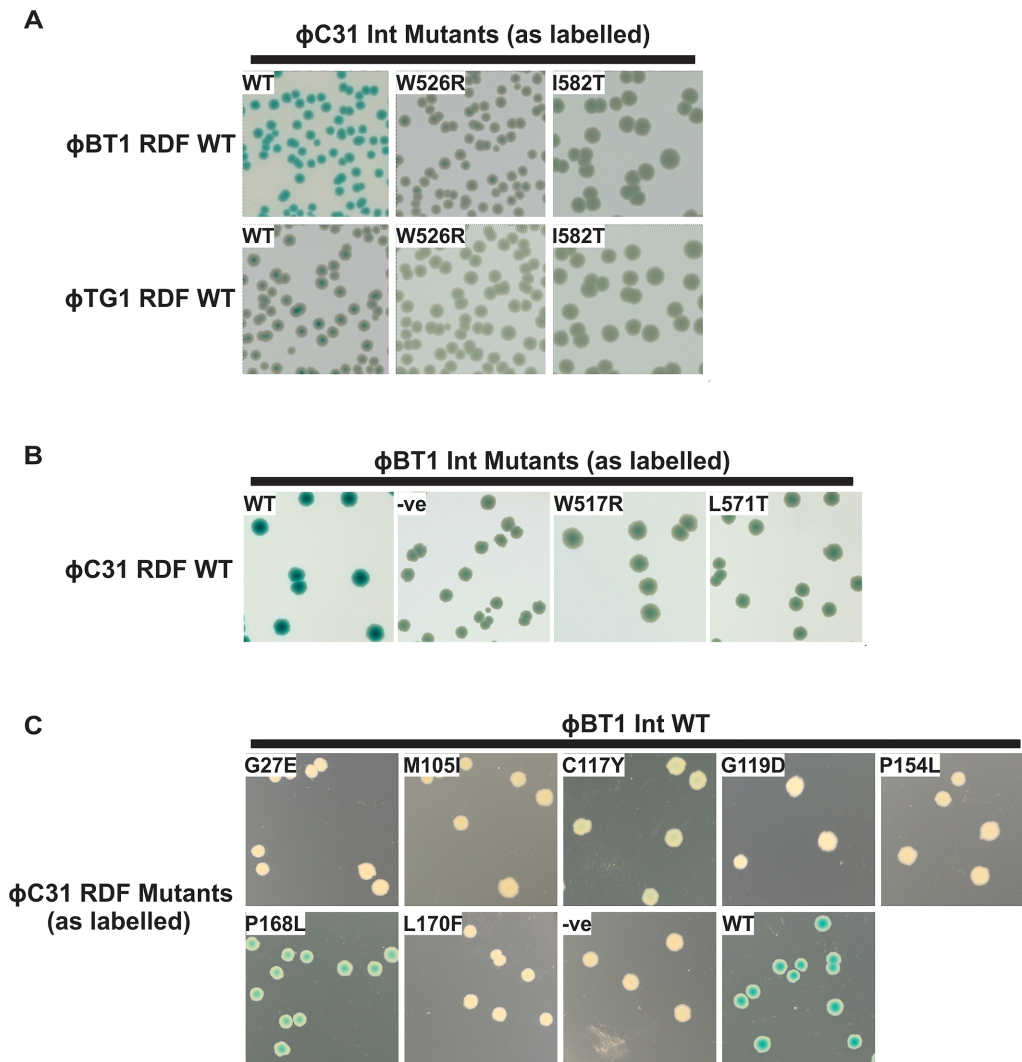 A
ϕC31 Int Mutants (as labelled)
WT
W526R
I582T
ϕBT1 RDF WT
WT
W526R
I582T
ϕTG1 RDF WT
B
ϕBT1 Int Mutants (as labelled)
WT
-ve
W517R
L571T
ϕC31 RDF WT
C
ϕBT1 Int WT
G27E
M105I
C117Y
G119D
P154L
ϕC31 RDF Mutants
(as labelled)
P168L
L170F
-ve
WT